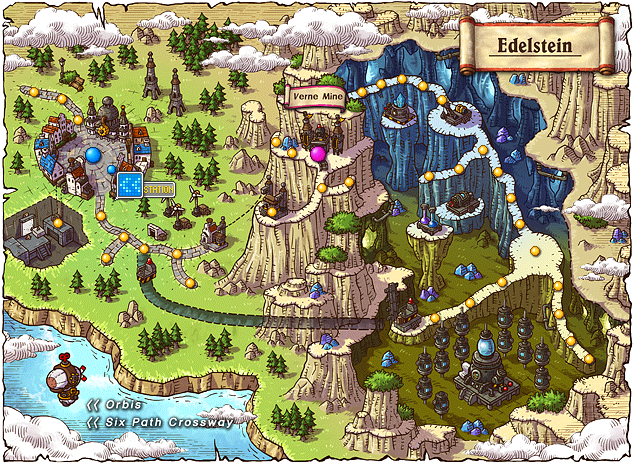 Edelstein
Verne Mine
STATION
Orbis
Six Path Crossway